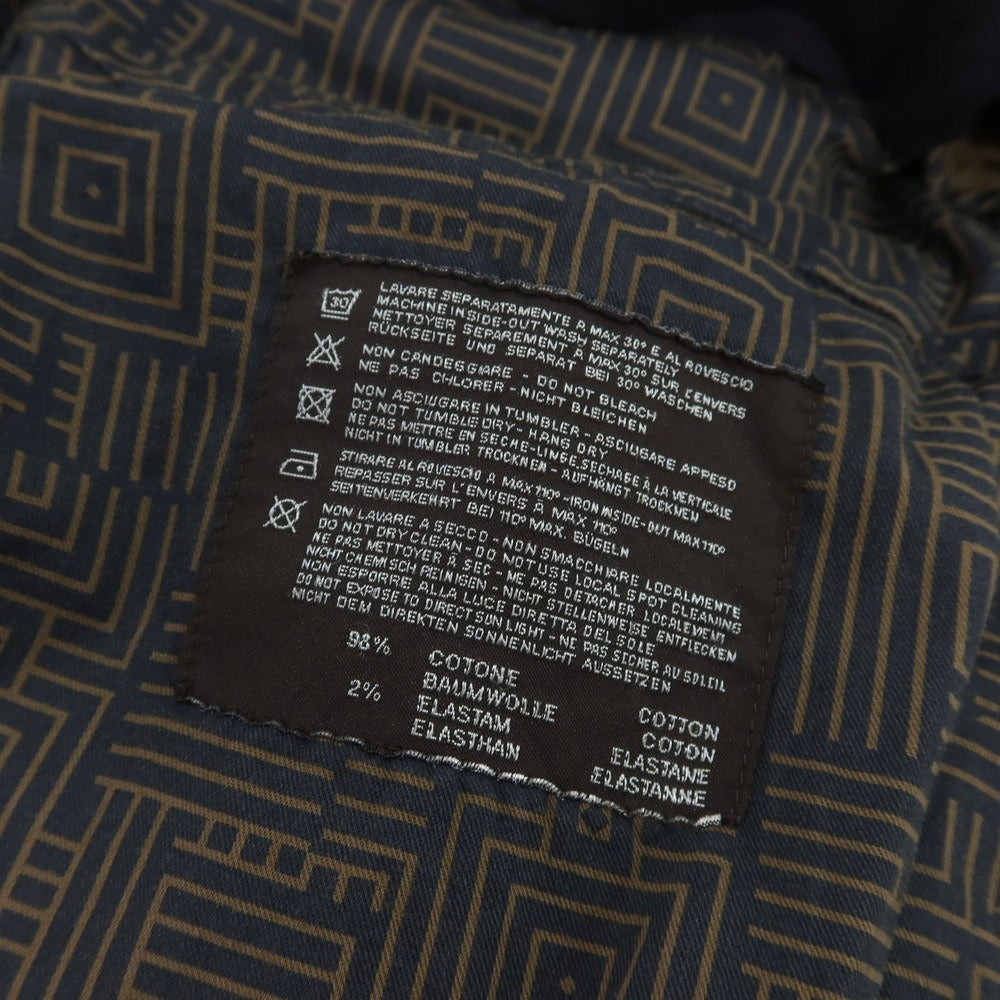 30
LAVARE SEPARATAMENTE A MAX 30° E AL ROVESCIO
MACHINE INSIDE-OUT WASH SEPARATELY
NETTOYER SEPAREMENT A MAX 30° SUR L'ENVERS
RÜCKSEITE UND SEPARAT BEI 30° WASCHEN
NON CANDEGGIARE - DO NOT BLEACH
NE PAS CHLORER - NICHT BLEICHEN
NON ASCIUGARE IN TUMBLER - ASCIUGARE APPESO
DO NOT TUMBLE DRY - HANG DRY
NE PAS METTRE EN SECHE-LINGE, SECHAGE À LA VERTICALE
NICHT IN TUMBLER TROCKNEN - AUFHÄNGT TROCKNEN
STIRARE AL ROVESCIO A MAX 110° - IRON INSIDE-OUT MAX 110°
REPASSER SUR L'ENVERS À MAX 110°
SEITENVERKEHRT BEI 110° MAX. BÜGELN
NON LAVARE A SECCO - NON SMACCHIARE LOCALMENTE
DO NOT DRY CLEAN - DO NOT USE LOCAL SPOT CLEANING
NE PAS METTOYER À SEC - NE PAS DETACHER LOCALEMENT
NICHT CHEMISCH REINIGEN - NICHT STELLENWEISE ENTFLECKEN
NON ESPORRE ALLA LUCE DIRETTA DEL SOLE
DO NOT EXPOSE TO DIRECT SUN LIGHT - NE PAS SICHER AU SOLEIL
NICHT DEM DIREKTEN SONNENLICHT AUSSETZEN
98% COTONE COTTON
BAUMWOLLE COTON
2% ELASTAM ELASTANE
ELASTHAN ELASTANNE